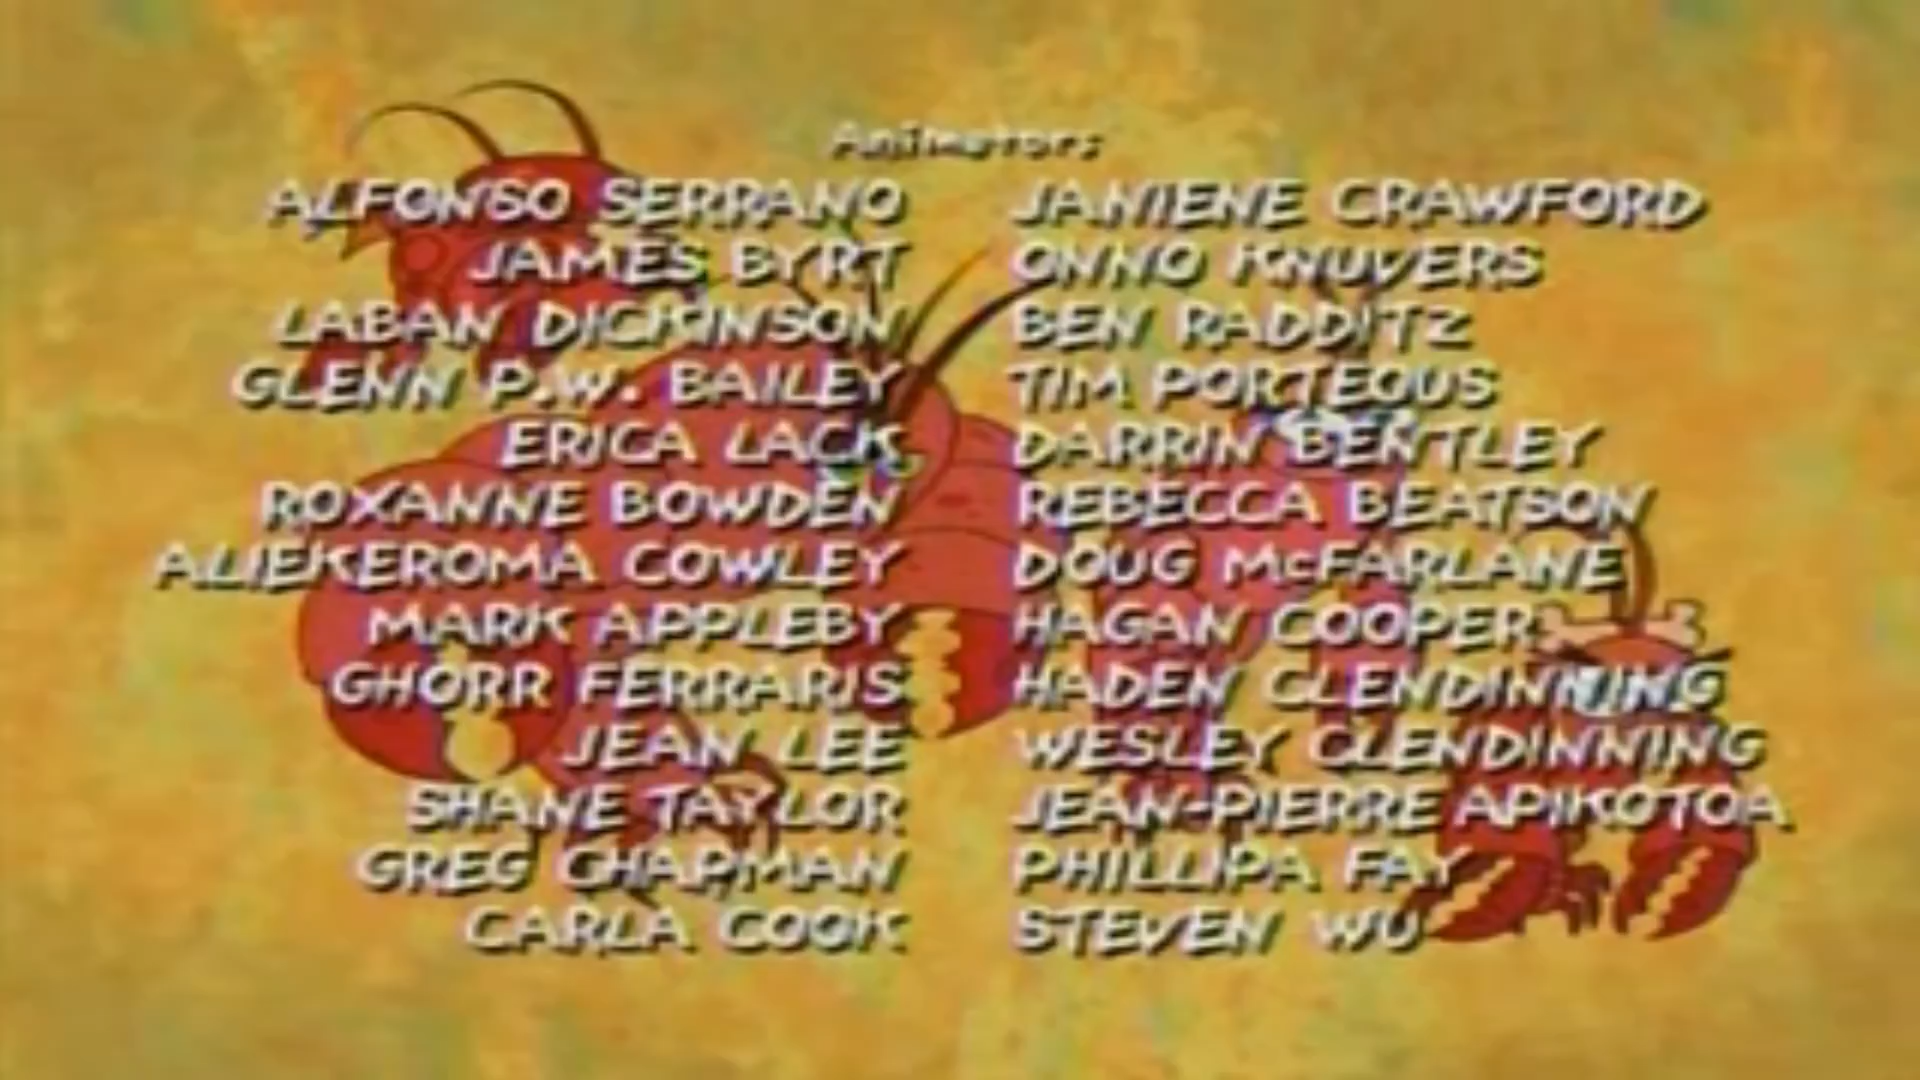 Animators
ALFONSO SERRANO
JAMES BYRT
LABAN DICKINSON
GLENN P.W. BAILEY
ERICA LACK
ROXANNE BOWDEN
ALIEKEROMA COWLEY
MARK APPLEBY
GHORR FERRARIS
JEAN LEE
SHANE TAYLOR
GREG CHAPMAN
CARLA COOK
JANIENE CRAWFORD
ONNO KNUVERS
BEN RADDITZ
TIM PORTEOUS
DARRIN BENTLEY
REBECCA BEATSON
DOUG McFARLANE
HAGAN COOPER
HADEN CLENDINNING
WESLEY CLENDINNING
JEAN-PIERRE APIKOTOA
PHILLIPA FAY
STEVEN WU